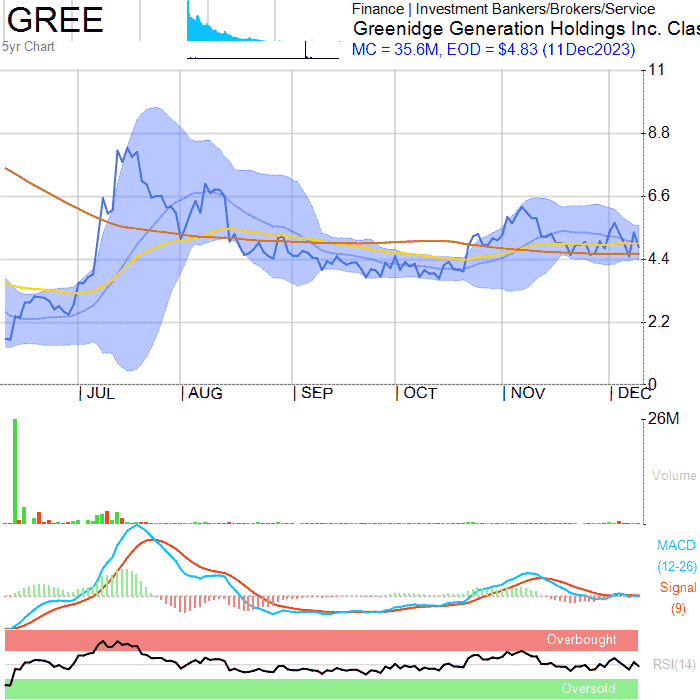 GREE
Finance | Investment Bankers/Brokers/Service
Greenidge Generation Holdings Inc. Clas
5yr Chart
MC = 35.6M, EOD = $4.83 (11Dec2023)
11
8.8
6.6
4.4
2.2
0
JUL AUG SEP OCT NOV DEC
26M
Volume
MACD
(12-26)
Signal
(9)
Overbought
RSI(14)
Oversold